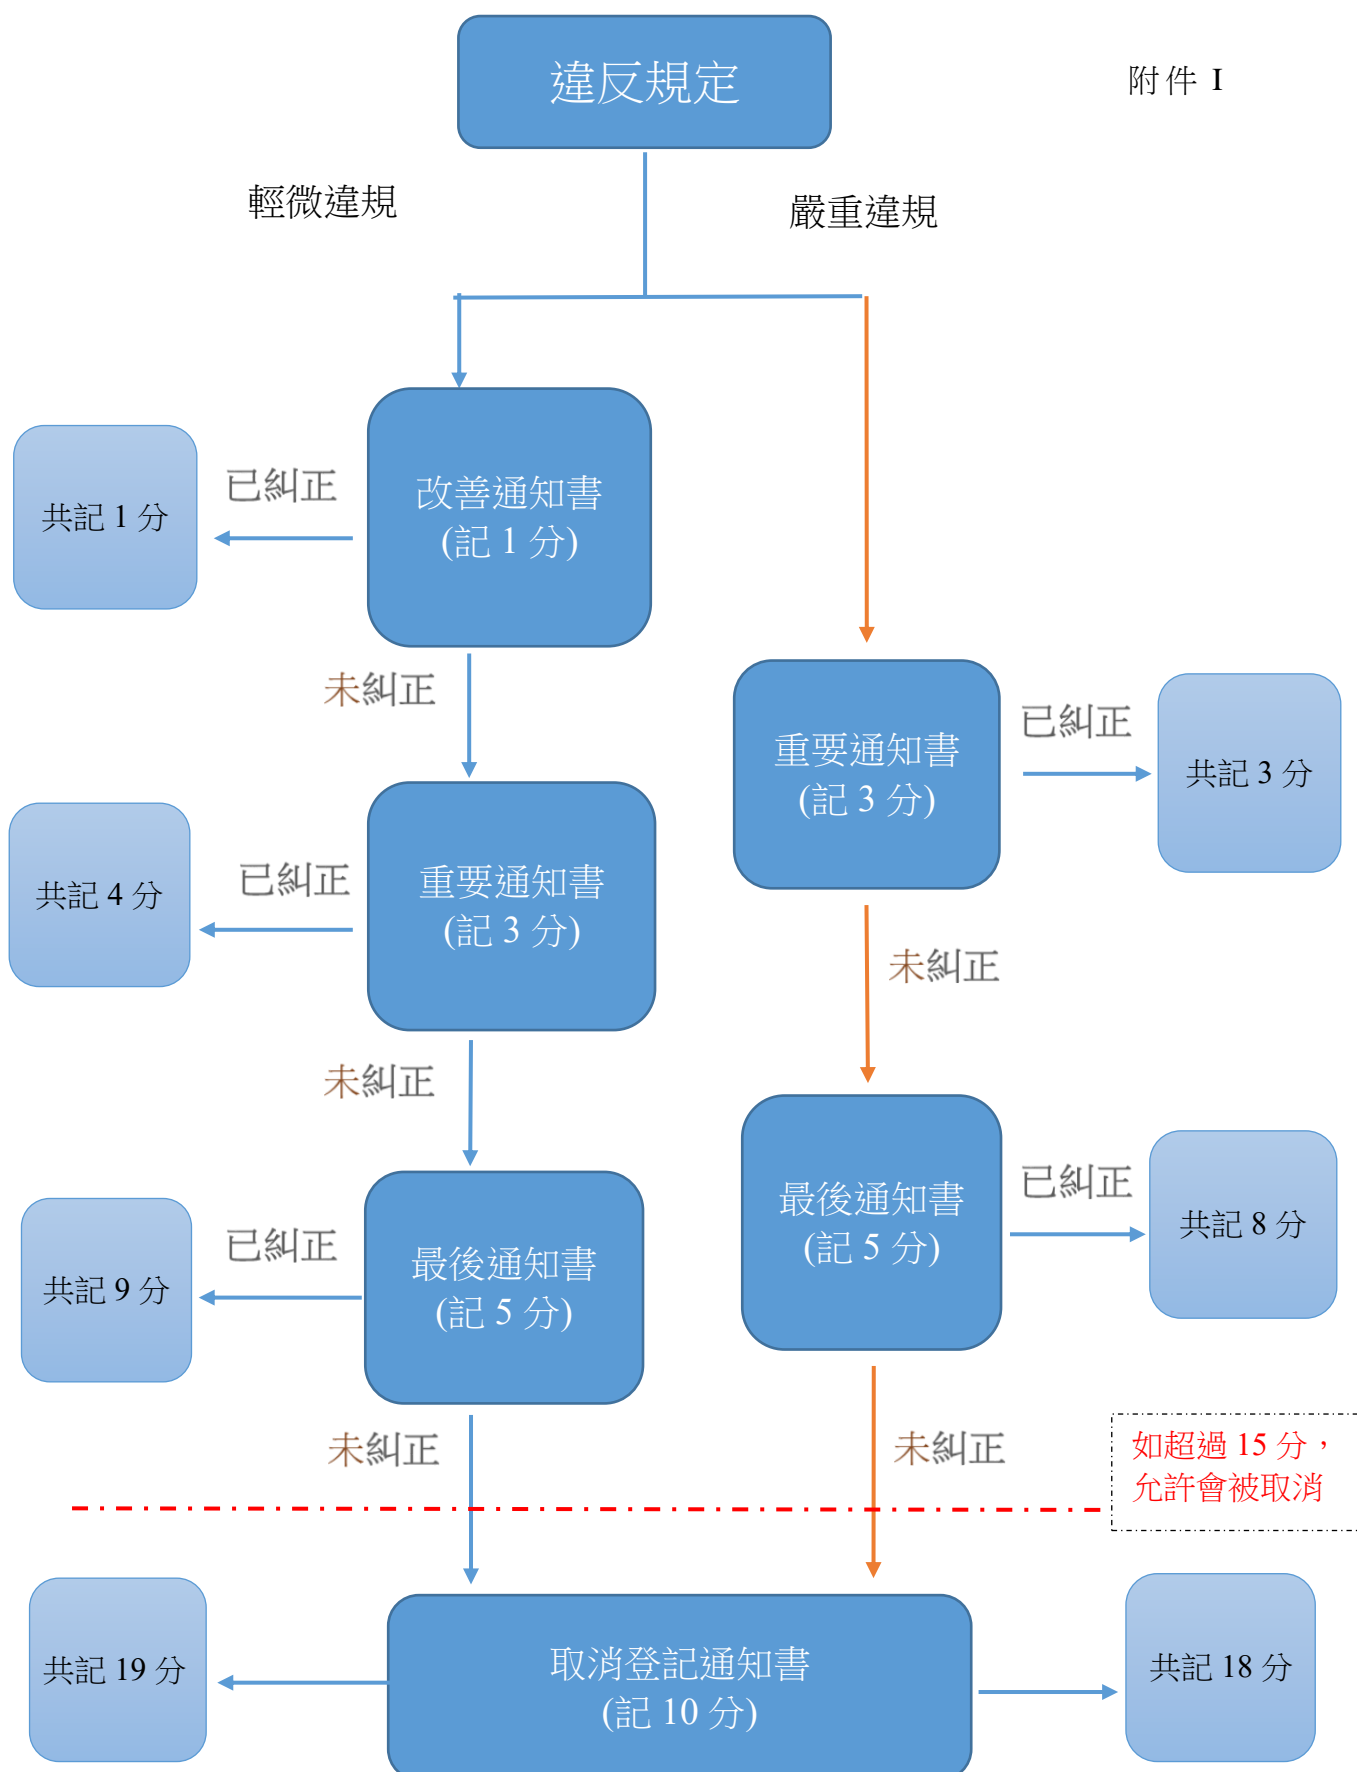 違反規定
附件 I
輕微違規
嚴重違規
改善通知書
(記 1 分)
已糾正
共記 1 分
未糾正
重要通知書
(記 3 分)
已糾正
共記 3 分
重要通知書
(記 3 分)
已糾正
共記 4 分
未糾正
未糾正
最後通知書
(記 5 分)
已糾正
共記 8 分
最後通知書
(記 5 分)
已糾正
共記 9 分
未糾正
未糾正
如超過 15 分，
允許會被取消
取消登記通知書
(記 10 分)
共記 19 分
共記 18 分